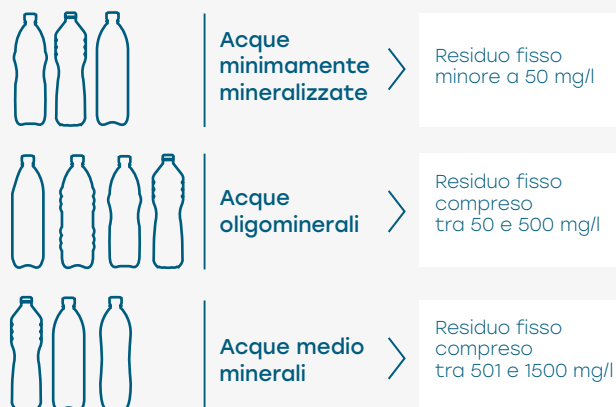 Acque
minimamente
mineralizzate
Residuo fisso
minore a 50 mg/l
Acque
oligominerali
Residuo fisso
compreso
tra 50 e 500 mg/l
Acque medio
minerali
Residuo fisso
compreso
tra 501 e 1500 mg/l